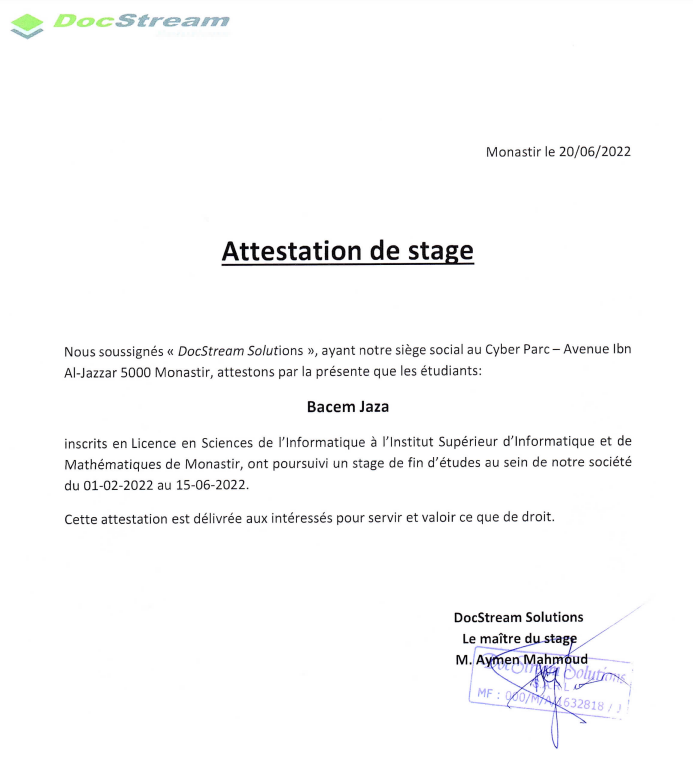 DocStream
Monastir le 20/06/2022
Attestation de stage
Nous soussignés « DocStream Solutions », ayant notre siège social au Cyber Parc – Avenue Ibn
Al-Jazzar 5000 Monastir, attestons par la présente que les étudiants:
Bacem Jaza
inscrits en Licence en Sciences de l’Informatique à l’Institut Supérieur d’Informatique et de
Mathématiques de Monastir, ont poursuivi un stage de fin d’études au sein de notre société
du 01-02-2022 au 15-06-2022.
Cette attestation est délivrée aux intéressés pour servir et valoir ce que de droit.
DocStream Solutions
Le maître du stage
M. Aymen Mahmoud
DocStream Solutions
MF : 000/M/A/1632818 /